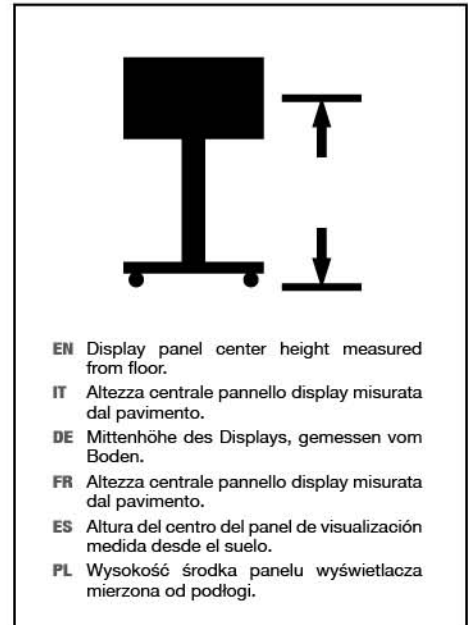 EN Display panel center height measured
from floor.
IT Altezza centrale pannello display misurata
dal pavimento.
DE Mittenhöhe des Displays, gemessen vom
Boden.
FR Altezza centrale pannello display misurata
dal pavimento.
ES Altura del centro del panel de visualización
medida desde el suelo.
PL Wysokość środka panelu wyświetlacza
mierzona od podłogi.